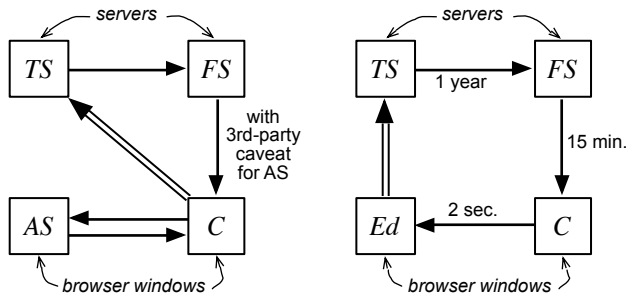 servers
TS
FS
with
3rd-party
caveat
for AS
AS
C
browser windows
servers
TS
FS
1 year
15 min.
Ed
2 sec.
C
browser windows